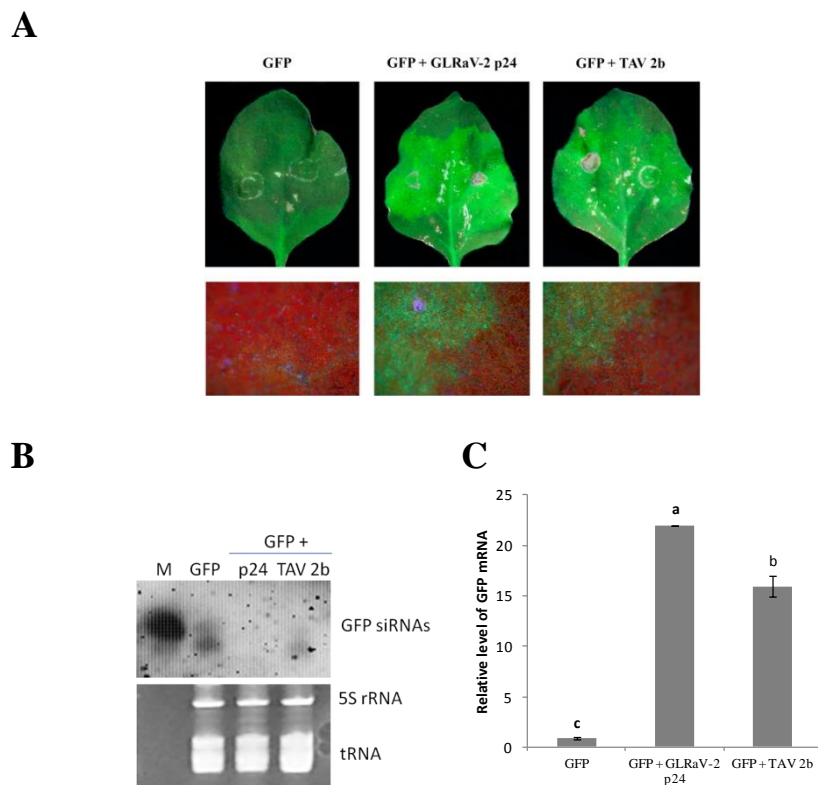 A
GFP
GFP + GLRaV-2 p24
GFP + TAV 2b
B
GFP +
M
GFP
p24
TAV 2b
GFP siRNAs
5S rRNA
tRNA
C
Relative level of GFP mRNA
25
20
15
10
5
0
a
b
c
GFP
GFP + GLRaV-2
p24
GFP + TAV 2b